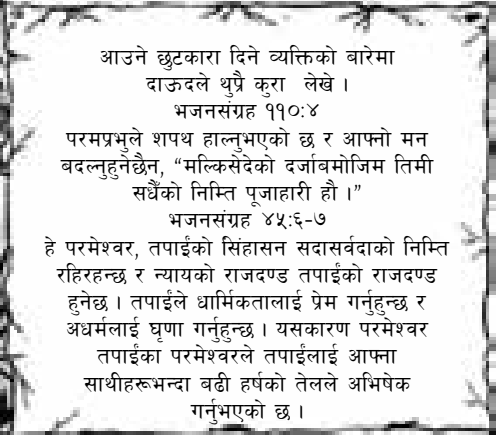 आउने छुटकारा दिने व्यक्तिको बारेमा
दाऊदले थुप्रै कुरा लेखे ।
भजनसंग्रह ११०:४
परमप्रभुले शपथ हाल्नुभएको छ र आफ्नो मन
बदल्नुहुनेछैन, “मल्किसेदेको दर्जाबमोजिम तिमी
सधैँको निम्ति पूजाहारी हौ ।”
भजनसंग्रह ४५:६-७
हे परमेश्वर, तपाईंको सिंहासन सदासर्वदाको निम्ति
रहिरहन्छ र न्यायको राजदण्ड तपाईंको राजदण्ड
हुनेछ । तपाईंले धार्मिकतालाई प्रेम गर्नुहुन्छ र
अधर्मलाई घृणा गर्नुहुन्छ । यसकारण परमेश्वर
तपाईंका परमेश्वरले तपाईंलाई आफ्ना
साथीहरूभन्दा बढी हर्षको तेलले अभिषेक
गर्नुभएको छ ।